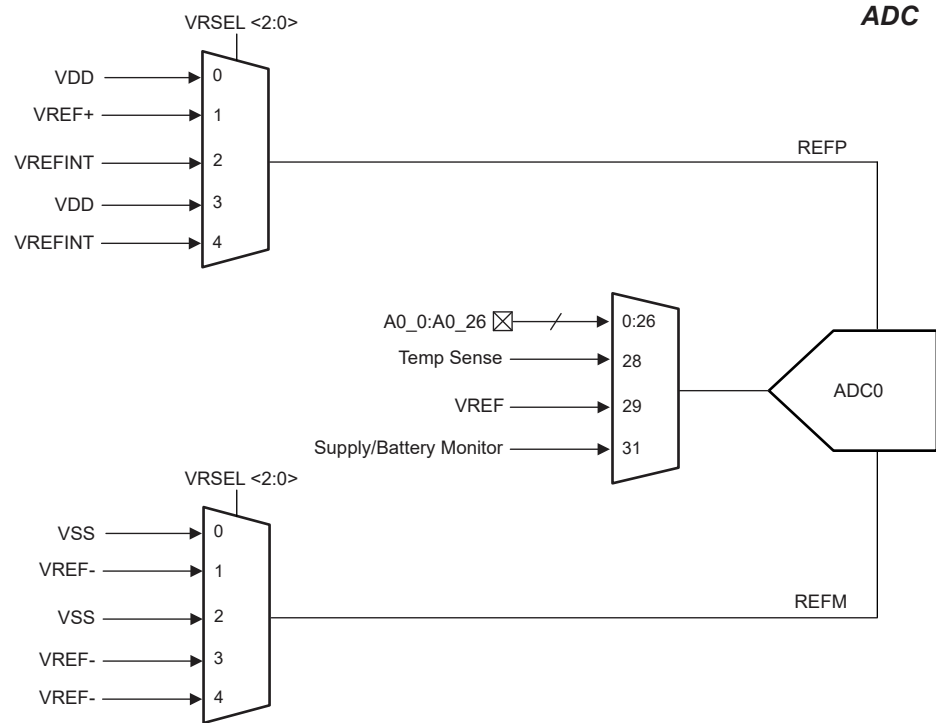 ADC
VRSEL <2:0>
VDD 0
VREF+ 1
VREFINT 2
REFP
VDD 3
VREFINT 4
A0_0:A0_26 0:26
Temp Sense 28
ADC0
VREF 29
Supply/Battery Monitor 31
VRSEL <2:0>
VSS 0
VREF- 1
VSS 2
REFM
VREF- 3
VREF- 4